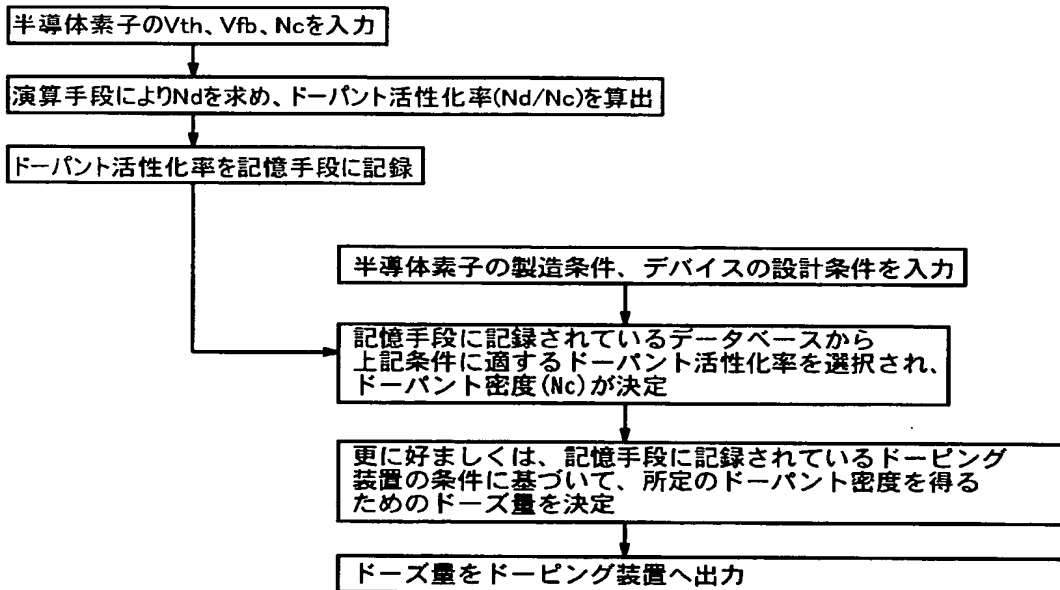 半導体素子のVth、Vfb、Ncを入力
演算手段によりNdを求め、ドーパント活性化率(Nd/Nc)を算出
ドーパント活性化率を記憶手段に記録
半導体素子の製造条件、デバイスの設計条件を入力
記憶手段に記録されているデータベースから
上記条件に適するドーパント活性化率を選択され、
ドーパント密度(Nc)が決定
更に好ましくは、記憶手段に記録されているドーピング
装置の条件に基づいて、所定のドーパント密度を得る
ためのドーズ量を決定
ドーズ量をドーピング装置へ出力